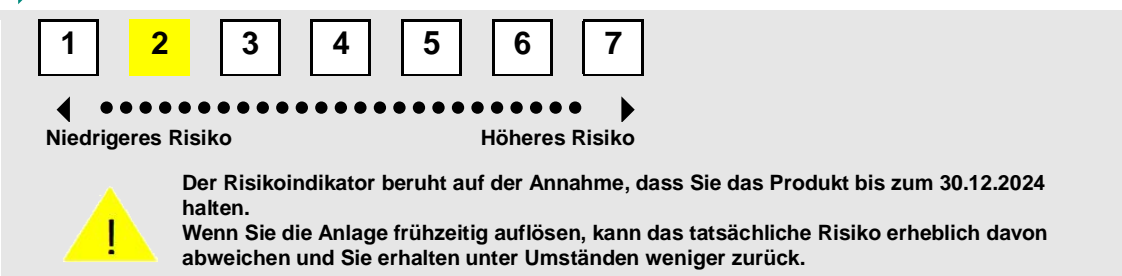 1 2 3 4 5 6 7
Niedrigeres Risiko Höheres Risiko
Der Risikoindikator beruht auf der Annahme, dass Sie das Produkt bis zum 30.12.2024
halten.
Wenn Sie die Anlage frühzeitig auflösen, kann das tatsächliche Risiko erheblich davon
abweichen und Sie erhalten unter Umständen weniger zurück.
!